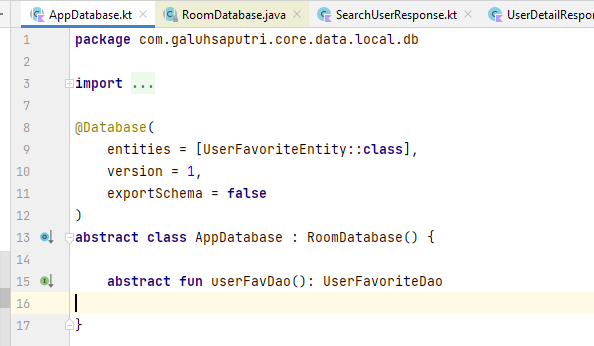 AppDatabase.kt RoomDatabase.java SearchUserResponse.kt UserDetailRespon
1 package com.galuhsaputri.core.data.local.db
2
3 import ...
7
8 @Database(
9 entities = [UserFavoriteEntity::class],
10 version = 1,
11 exportSchema = false
12 )
13 abstract class AppDatabase : RoomDatabase() {
14
15 abstract fun userFavDao(): UserFavoriteDao
16
17 }